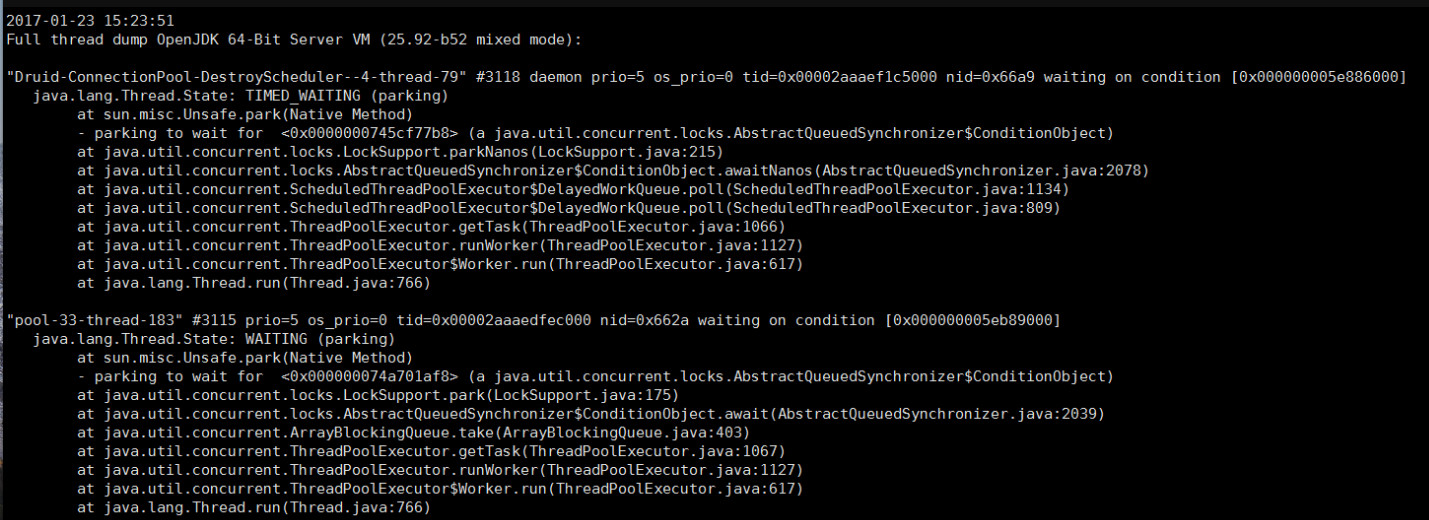 2017-01-23 15:23:51
Full thread dump OpenJDK 64-Bit Server VM (25.92-b52 mixed mode):
"Druid-ConnectionPool-DestroyScheduler--4-thread-79" #3118 daemon prio=5 os_prio=0 tid=0x00002aaaef1c5000 nid=0x66a9 waiting on condition [0x000000005e886000]
java.lang.Thread.State: TIMED_WAITING (parking)
at sun.misc.Unsafe.park(Native Method)
- parking to wait for  <0x0000000745cf77b8> (a java.util.concurrent.locks.AbstractQueuedSynchronizer$ConditionObject)
at java.util.concurrent.locks.LockSupport.parkNanos(LockSupport.java:215)
at java.util.concurrent.locks.AbstractQueuedSynchronizer$ConditionObject.awaitNanos(AbstractQueuedSynchronizer.java:2078)
at java.util.concurrent.ScheduledThreadPoolExecutor$DelayedWorkQueue.poll(ScheduledThreadPoolExecutor.java:1134)
at java.util.concurrent.ScheduledThreadPoolExecutor$DelayedWorkQueue.poll(ScheduledThreadPoolExecutor.java:809)
at java.util.concurrent.ThreadPoolExecutor.getTask(ThreadPoolExecutor.java:1066)
at java.util.concurrent.ThreadPoolExecutor.runWorker(ThreadPoolExecutor.java:1127)
at java.util.concurrent.ThreadPoolExecutor$Worker.run(ThreadPoolExecutor.java:617)
at java.lang.Thread.run(Thread.java:766)
"pool-33-thread-183" #3115 prio=5 os_prio=0 tid=0x00002aaaedfec000 nid=0x662a waiting on condition [0x000000005eb89000]
java.lang.Thread.State: WAITING (parking)
at sun.misc.Unsafe.park(Native Method)
- parking to wait for  <0x000000074a701af8> (a java.util.concurrent.locks.AbstractQueuedSynchronizer$ConditionObject)
at java.util.concurrent.locks.LockSupport.park(LockSupport.java:175)
at java.util.concurrent.locks.AbstractQueuedSynchronizer$ConditionObject.await(AbstractQueuedSynchronizer.java:2039)
at java.util.concurrent.ArrayBlockingQueue.take(ArrayBlockingQueue.java:403)
at java.util.concurrent.ThreadPoolExecutor.getTask(ThreadPoolExecutor.java:1067)
at java.util.concurrent.ThreadPoolExecutor.runWorker(ThreadPoolExecutor.java:1127)
at java.util.concurrent.ThreadPoolExecutor$Worker.run(ThreadPoolExecutor.java:617)
at java.lang.Thread.run(Thread.java:766)